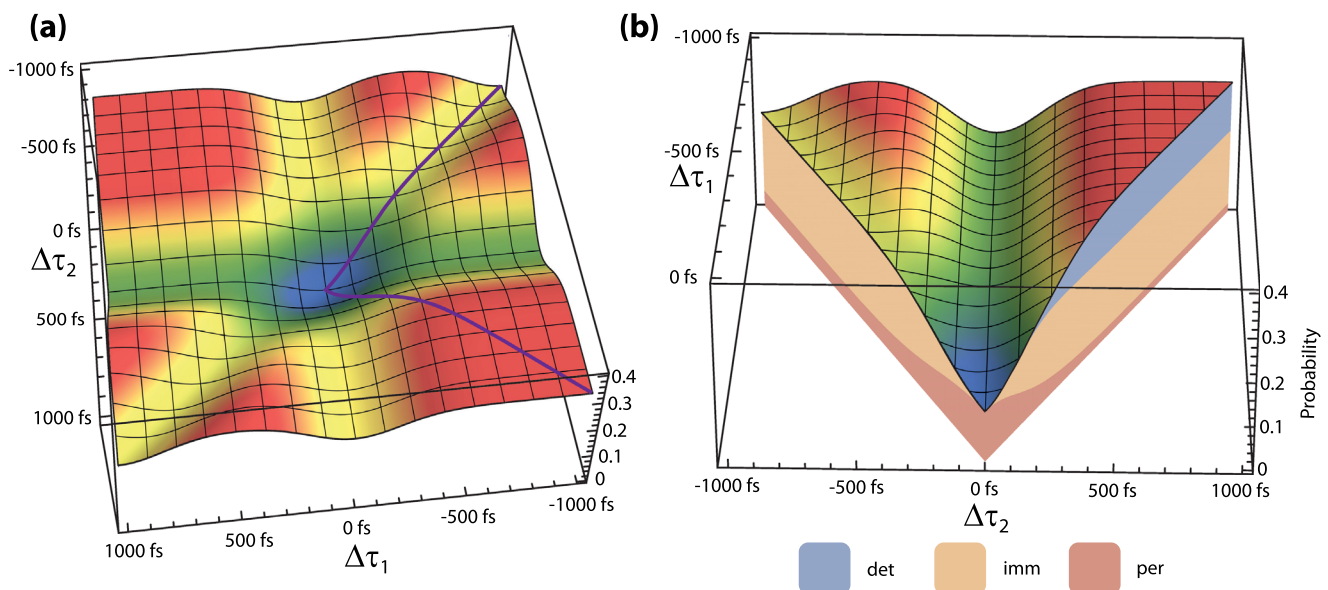 (a)
-1000 fs
-500 fs
0 fs
Δτ2
500 fs
1000 fs
0.4
0.3
0.2
0.1
0
1000 fs
500 fs
0 fs
-500 fs
-1000 fs
Δτ1
(b)
-1000 fs
-500 fs
Δτ1
0 fs
0.4
0.3
0.2
0.1
0
Probability
-1000 fs
-500 fs
0 fs
500 fs
1000 fs
Δτ2
det
imm
per